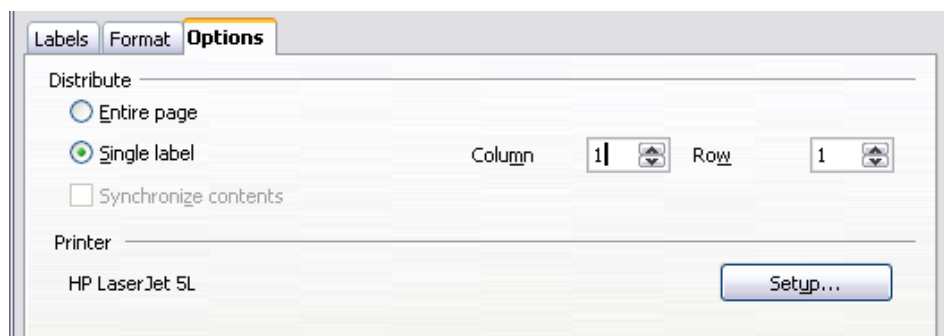 Labels Format Options
Distribute
Entire page
Single label Column 1 Row 1
Synchronize contents
Printer
HP LaserJet 5L Setup...